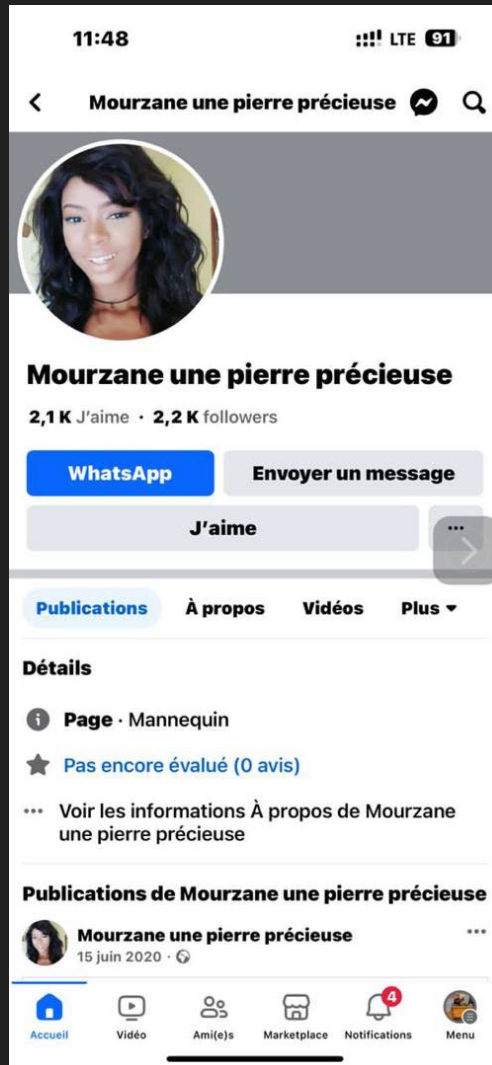 11:48
LTE 91
Mourzane une pierre précieuse
Mourzane une pierre précieuse
2,1 K J'aime · 2,2 K followers
WhatsApp
Envoyer un message
J'aime
Publications
À propos
Vidéos
Plus
Détails
Page · Mannequin
Pas encore évalué (0 avis)
Voir les informations À propos de Mourzane
une pierre précieuse
Publications de Mourzane une pierre précieuse
Mourzane une pierre précieuse
15 juin 2020 ·
4
Accueil
Vidéo
Ami(e)s
Marketplace
Notifications
Menu